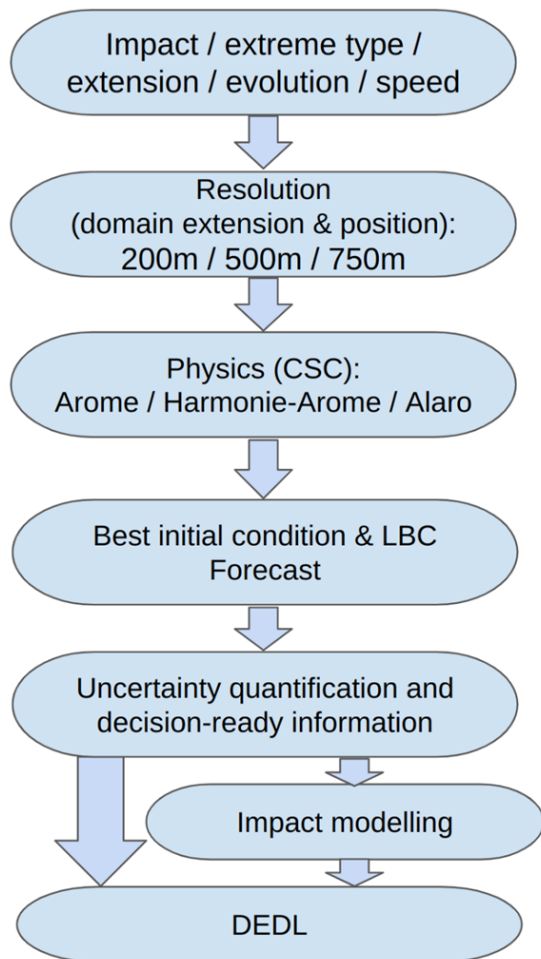 Impact / extreme type /
extension / evolution / speed
Resolution
(domain extension & position):
200m / 500m / 750m
Physics (CSC):
Arome / Harmonie-Arome / Alaro
Best initial condition & LBC
Forecast
Uncertainty quantification and
decision-ready information
Impact modelling
DEDL